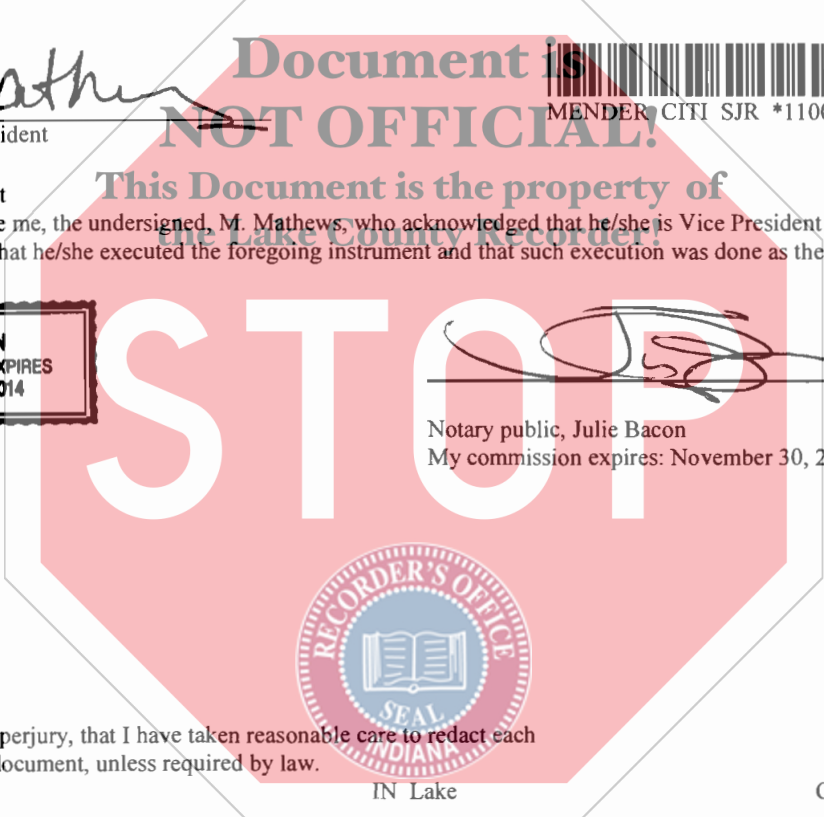 Document is
NOT OFFICIAL!
This Document is the property of
the Lake County Recorder!
MENDER CITI SJR *1100
ident
t
e me, the undersigned, M. Mathews, who acknowledged that he/she is Vice President
hat he/she executed the foregoing instrument and that such execution was done as the
N
XPIRES
014
STOP
Notary public, Julie Bacon
My commission expires: November 30, 2
RECORDER'S OFFICE
SEAL
INDIANA
perjury, that I have taken reasonable care to redact each
ocument, unless required by law.
IN Lake